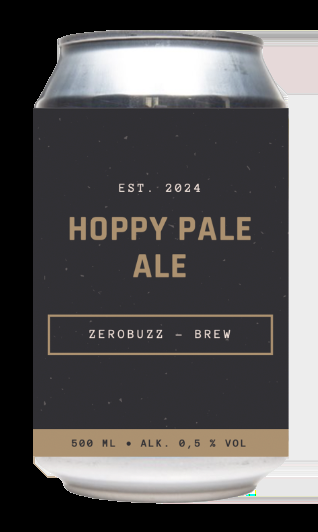 EST. 2024
HOPPY PALE
ALE
ZEROBUZZ – BREW
500 ML • ALK. 0,5 % VOL